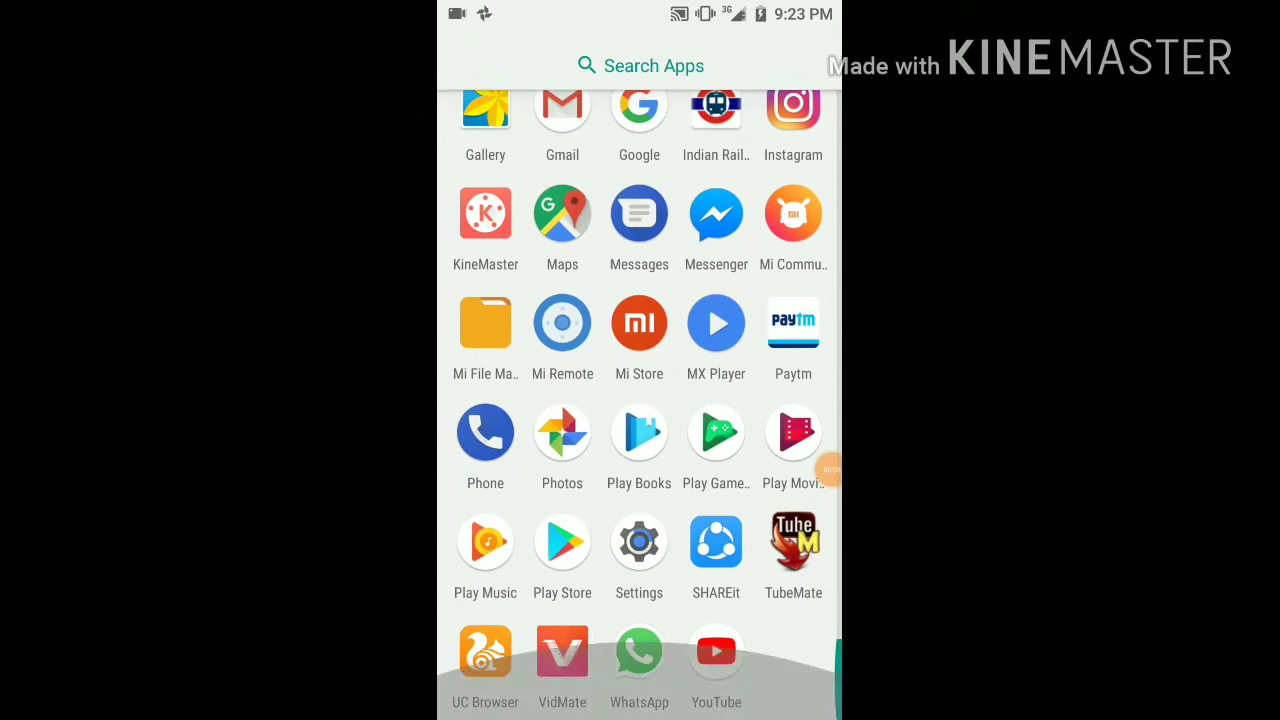 3G 9:23 PM
Search Apps
Made with KINEMASTER
Gallery Gmail Google Indian Rail.. Instagram
KineMaster Maps Messages Messenger Mi Commu..
Mi File Ma.. Mi Remote Mi Store MX Player Paytm
Phone Photos Play Books Play Game.. Play Movi..
Play Music Play Store Settings SHAREit TubeMate
UC Browser VidMate WhatsApp YouTube